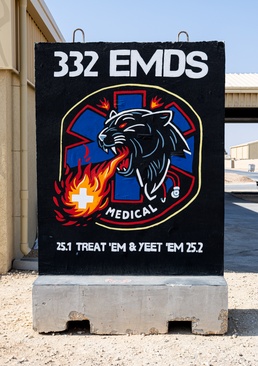 332 EMDS
MEDICAL
25.1 TREAT 'EM & YEET 'EM 25.2